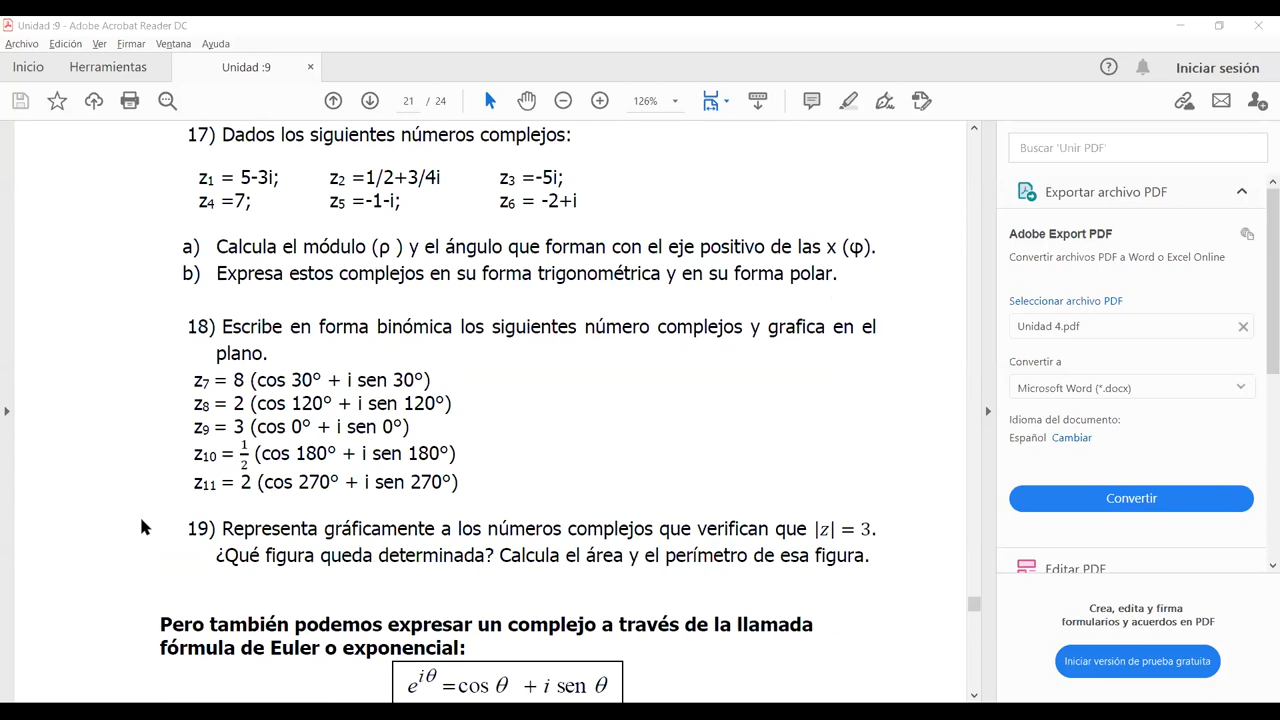 Unidad :9 - Adobe Acrobat Reader DC
Archivo Edición Ver Firmar Ventana Ayuda
Inicio Herramientas Unidad :9 × Iniciar sesión
21 / 24 126%
17) Dados los siguientes números complejos:
z1 = 5-3i; z2 =1/2+3/4i z3 =-5i;
z4 =7; z5 =-1-i; z6 = -2+i
a) Calcula el módulo (ρ ) y el ángulo que forman con el eje positivo de las x (φ).
b) Expresa estos complejos en su forma trigonométrica y en su forma polar.
18) Escribe en forma binómica los siguientes número complejos y grafica en el
plano.
z7 = 8 (cos 30° + i sen 30°)
z8 = 2 (cos 120° + i sen 120°)
z9 = 3 (cos 0° + i sen 0°)
z10 = 1/2 (cos 180° + i sen 180°)
z11 = 2 (cos 270° + i sen 270°)
19) Representa gráficamente a los números complejos que verifican que |z| = 3.
¿Qué figura queda determinada? Calcula el área y el perímetro de esa figura.
Pero también podemos expresar un complejo a través de la llamada
fórmula de Euler o exponencial:
e^{iθ} =cos θ + i sen θ
Buscar 'Unir PDF'
Exportar archivo PDF
Adobe Export PDF
Convertir archivos PDF a Word o Excel Online
Seleccionar archivo PDF
Unidad 4.pdf
Convertir a
Microsoft Word (*.docx)
Idioma del documento:
Español Cambiar
Convertir
Editar PDF
Crea, edita y firma
formularios y acuerdos en PDF
Iniciar versión de prueba gratuita